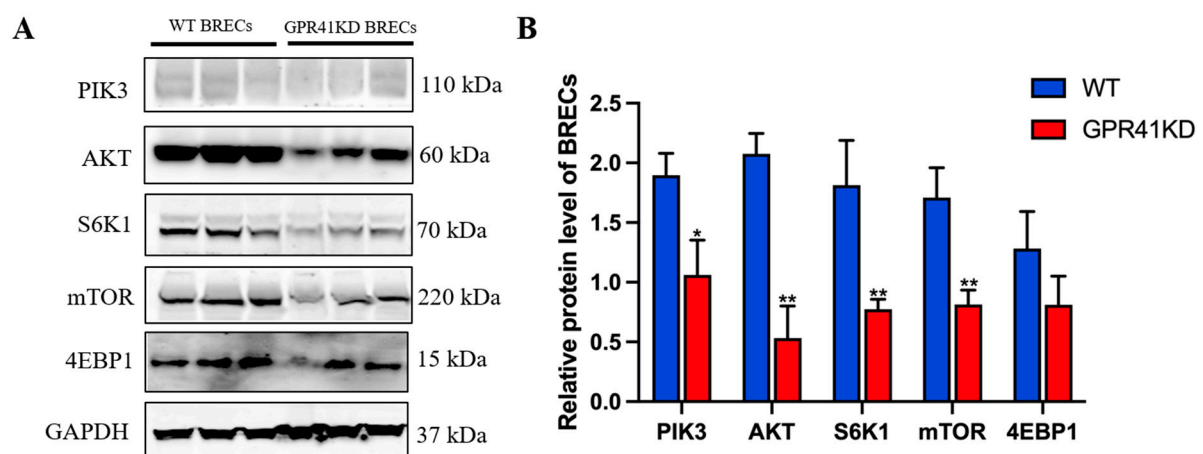 A
WT BRECs GPR41KD BRECs
PIK3 110 kDa
AKT 60 kDa
S6K1 70 kDa
mTOR 220 kDa
4EBP1 15 kDa
GAPDH 37 kDa
B
WT
GPR41KD
Relative protein level of BRECs
2.5
2.0
1.5
1.0
0.5
0.0
*
**
**
**
PIK3 AKT S6K1 mTOR 4EBP1